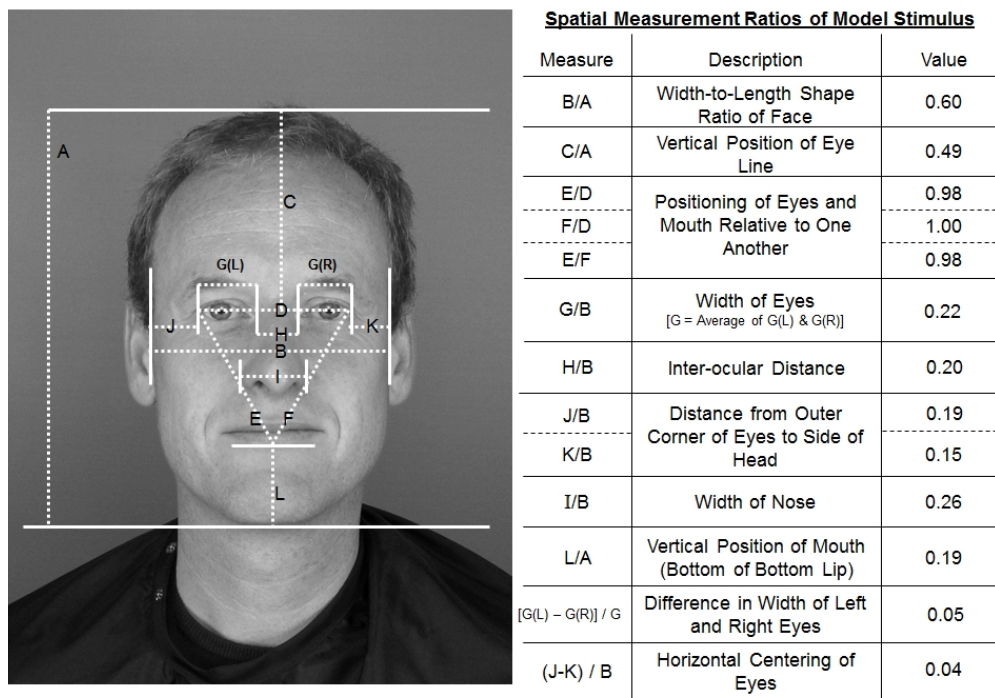 A
C
G(L) G(R)
D
J H K
B
I
E F
L
Spatial Measurement Ratios of Model Stimulus
Measure Description Value
B/A Width-to-Length Shape Ratio of Face 0.60
C/A Vertical Position of Eye Line 0.49
E/D 0.98
F/D Positioning of Eyes and Mouth Relative to One Another 1.00
E/F 0.98
G/B Width of Eyes 0.22
[G = Average of G(L) & G(R)]
H/B Inter-ocular Distance 0.20
J/B Distance from Outer Corner of Eyes to Side of Head 0.19
K/B 0.15
I/B Width of Nose 0.26
L/A Vertical Position of Mouth (Bottom of Bottom Lip) 0.19
[G(L) – G(R)] / G Difference in Width of Left and Right Eyes 0.05
(J-K) / B Horizontal Centering of Eyes 0.04